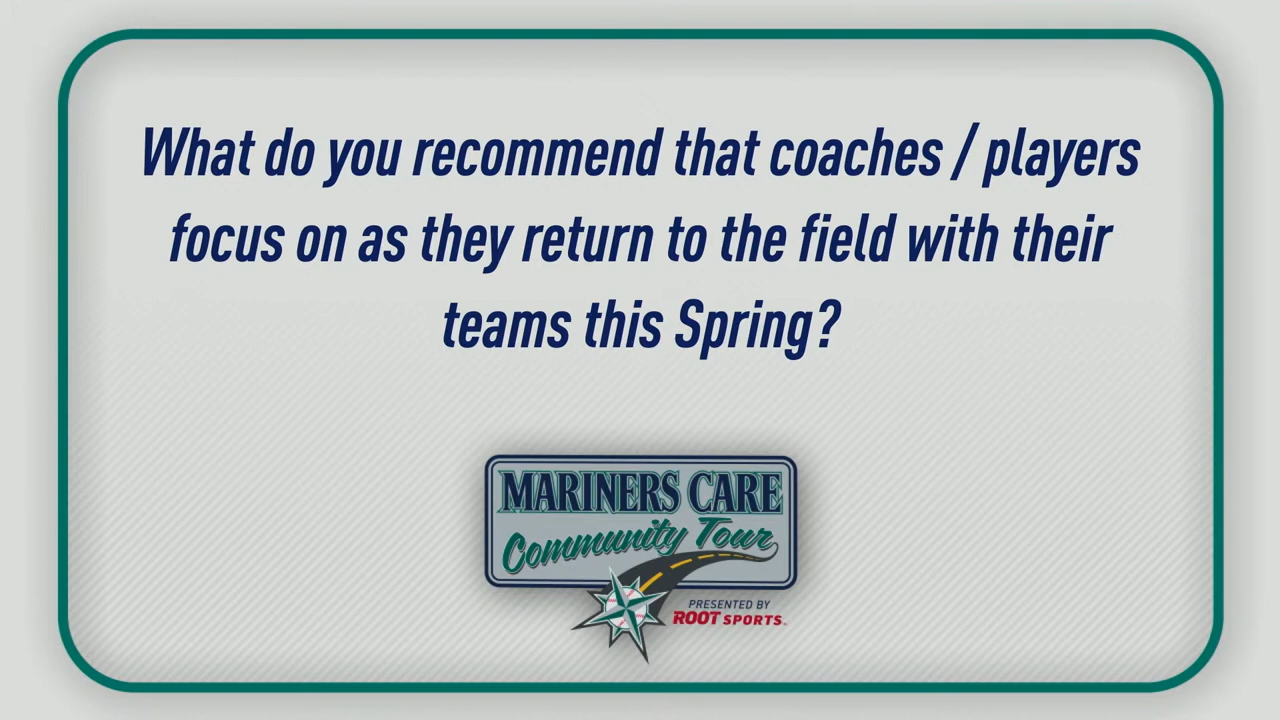 What do you recommend that coaches / players
focus on as they return to the field with their
teams this Spring?
MARINERS CARE
Community Tour
PRESENTED BY
ROOT SPORTS